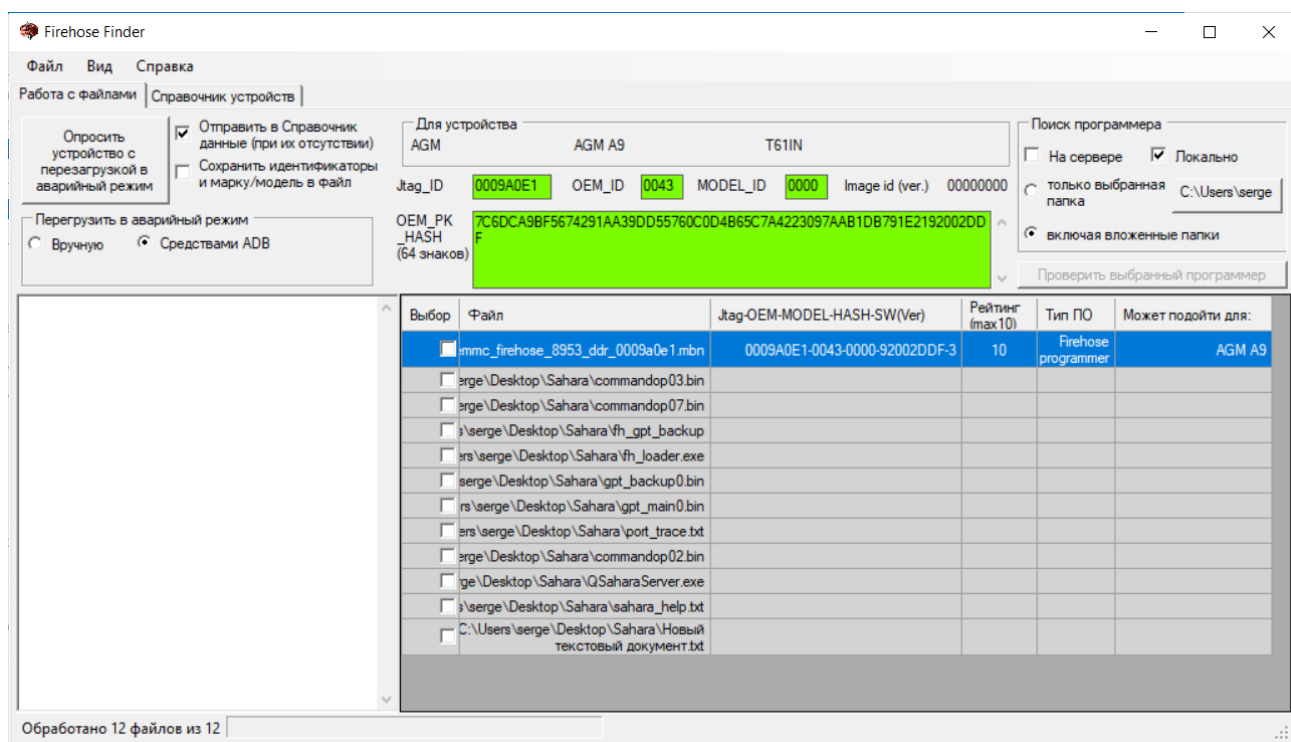 Firehose Finder
Файл Вид Справка
Работа с файлами Справочник устройств
Опросить
устройство с
перезагрузкой в
аварийный режим
Отправить в Справочник
данные (при их отсутствии)
Сохранить идентификаторы
и марку/модель в файл
Перегрузить в аварийный режим
Вручную Средствами ADB
Для устройства
AGM AGM A9 T61IN
Jtag_ID 0009A0E1 OEM_ID 0043 MODEL_ID 0000 Image id (ver.) 00000000
OEM_PK
_HASH
(64 знаков)
7C6DCA9BF5674291AA39DD55760C0D4B65C7A4223097AAB1DB791E2192002DD
F
Поиск программера
На сервере Локально
только выбранная
папка
C:\Users\serge
включая вложенные папки
Проверить выбранный программер
Выбор Файл Jtag-OEM-MODEL-HASH-SW(Ver) Рейтинг
(max10) Тип ПО Может подойти для:
emmc_firehose_8953_ddr_0009a0e1.mbn 0009A0E1-0043-0000-92002DDF-3 10 Firehose
programmer AGM A9
erge\Desktop\Sahara\commandop03.bin
erge\Desktop\Sahara\commandop07.bin
s\serge\Desktop\Sahara\fh_gpt_backup
ers\serge\Desktop\Sahara\fh_loader.exe
serge\Desktop\Sahara\gpt_backup0.bin
rs\serge\Desktop\Sahara\gpt_main0.bin
ers\serge\Desktop\Sahara\port_trace.txt
erge\Desktop\Sahara\commandop02.bin
ge\Desktop\Sahara\QSaharaServer.exe
s\serge\Desktop\Sahara\sahara_help.txt
C:\Users\serge\Desktop\Sahara\Новый
текстовый документ.txt
Обработано 12 файлов из 12